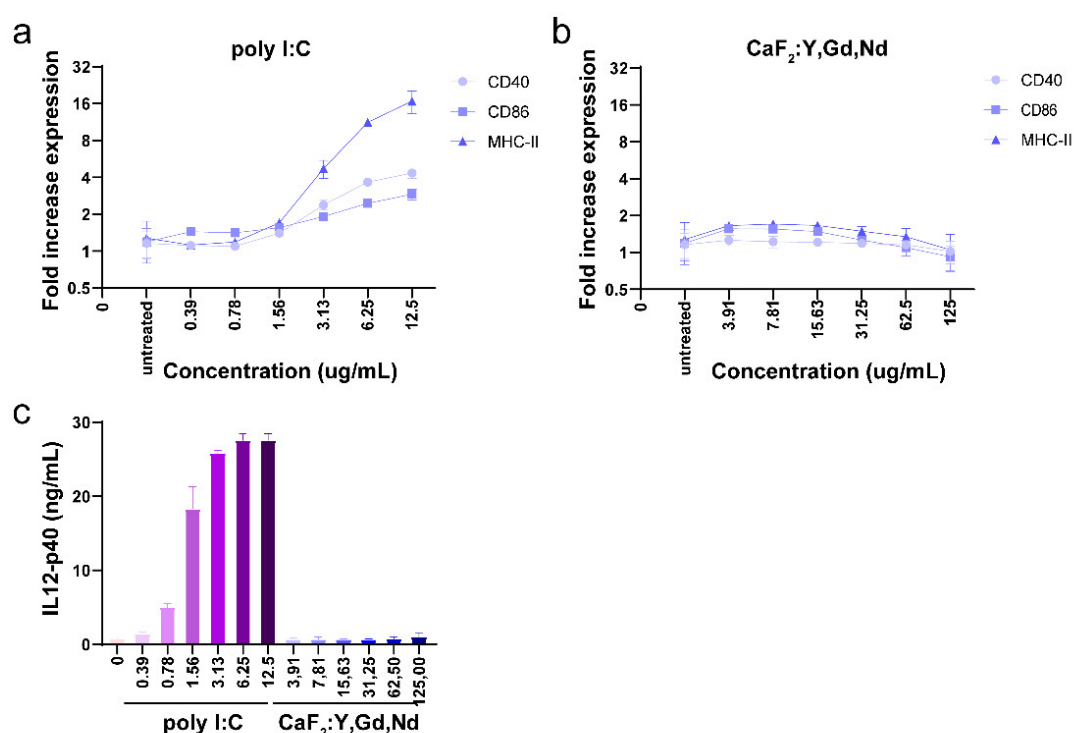 a
poly I:C
Fold increase expression
32
16
8
4
2
1
0.5
CD40
CD86
MHC-II
0
untreated
0.39
0.78
1.56
3.13
6.25
12.5
Concentration (ug/mL)
b
CaF2:Y,Gd,Nd
Fold increase expression
32
16
8
4
2
1
0.5
CD40
CD86
MHC-II
0
untreated
3.91
7.81
15.63
31.25
62.5
125
Concentration (ug/mL)
c
IL12-p40 (ng/mL)
30
20
10
0
0
0.39
0.78
1.56
3.13
6.25
12.5
3,91
7,81
15,63
31,25
62,50
125,00
poly I:C
CaF2:Y,Gd,Nd